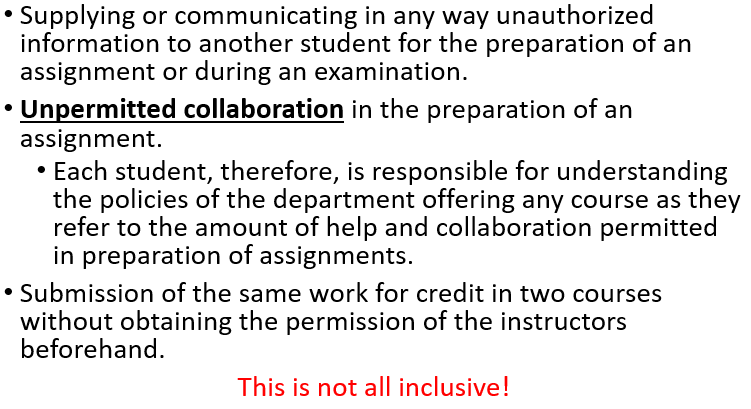 • Supplying or communicating in any way unauthorized
information to another student for the preparation of an
assignment or during an examination.
• Unpermitted collaboration in the preparation of an
assignment.
• Each student, therefore, is responsible for understanding
the policies of the department offering any course as they
refer to the amount of help and collaboration permitted
in preparation of assignments.
• Submission of the same work for credit in two courses
without obtaining the permission of the instructors
beforehand.
This is not all inclusive!